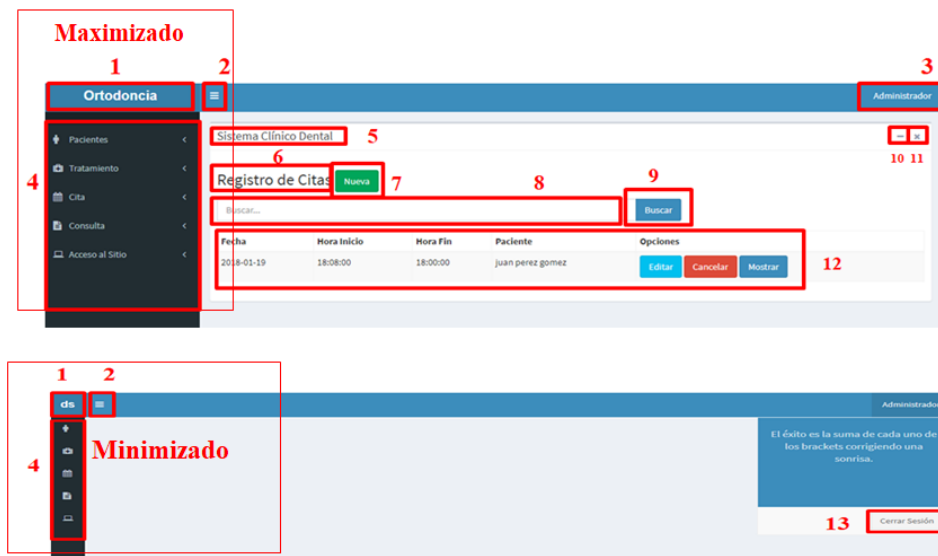 Maximizado
1 2 3
Ortodoncia Administrador
4
Pacientes
Tratamiento
Cita
Consulta
Acceso al Sitio
Sistema Clínico Dental 5
10 11
6
Registro de Citas Nueva 7
8 9
Buscar... Buscar
Fecha Hora Inicio Hora Fin Paciente Opciones
2018-01-19 18:08:00 18:00:00 juan perez gomez Editar Cancelar Mostrar 12
1 2
ds Administrador
4 Minimizado
El éxito es la suma de cada uno de
los brackets corrigiendo una
sonrisa.
13 Cerrar Sesión